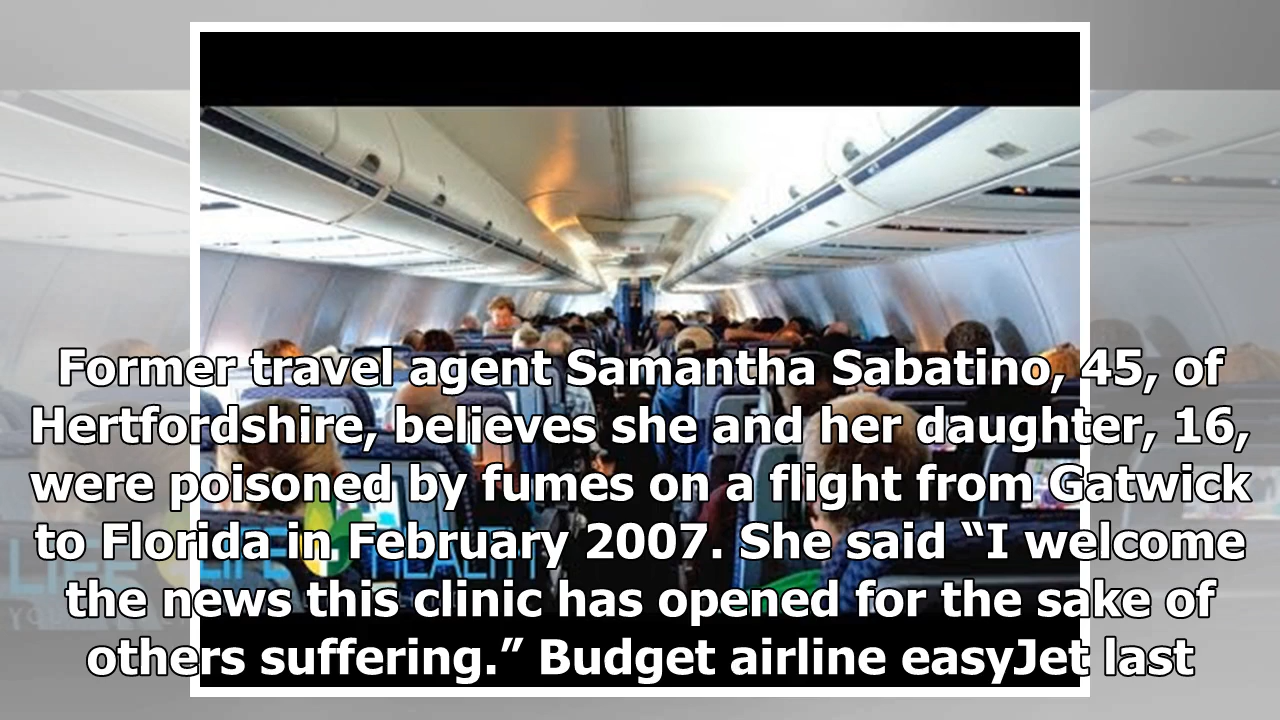 Former travel agent Samantha Sabatino, 45, of
Hertfordshire, believes she and her daughter, 16,
were poisoned by fumes on a flight from Gatwick
to Florida in February 2007. She said “I welcome
the news this clinic has opened for the sake of
others suffering.” Budget airline easyJet last